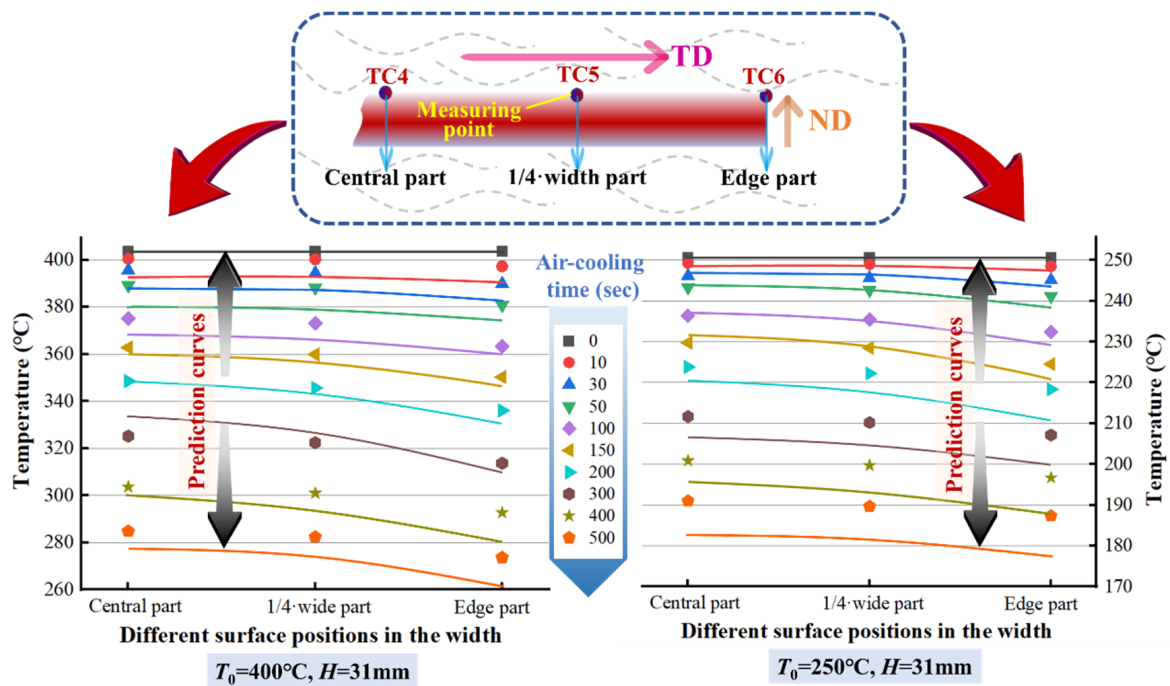 TD
TC4 TC5 TC6
Measuring
point
ND
Central part 1/4·width part Edge part
Air-cooling
time (sec)
0
10
30
50
100
150
200
300
400
500
Temperature (℃)
400
380
360
340
320
300
280
260
Prediction curves
Central part 1/4·wide part Edge part
Different surface positions in the width
T0=400℃, H=31mm
Prediction curves
250
240
230
220
210
200
190
180
170
Temperature (℃)
Central part 1/4·wide part Edge part
Different surface positions in the width
T0=250℃, H=31mm